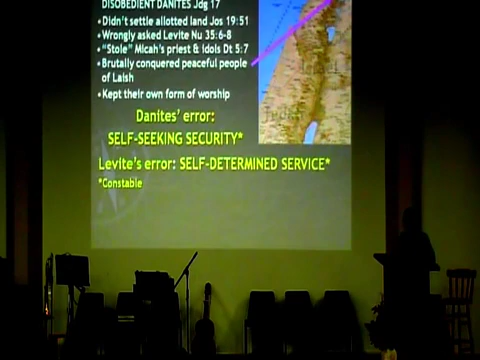 DISOBEDIENT DANITES Jdg 17
• Didn't settle allotted land Jos 19:51
• Wrongly asked Levite Nu 35:6-8
• "Stole" Micah's priest & idols Dt 5:7
• Brutally conquered peaceful people
of Laish
• Kept their own form of worship
Danites' error:
SELF-SEEKING SECURITY*
Levite's error: SELF-DETERMINED SERVICE*
*Constable